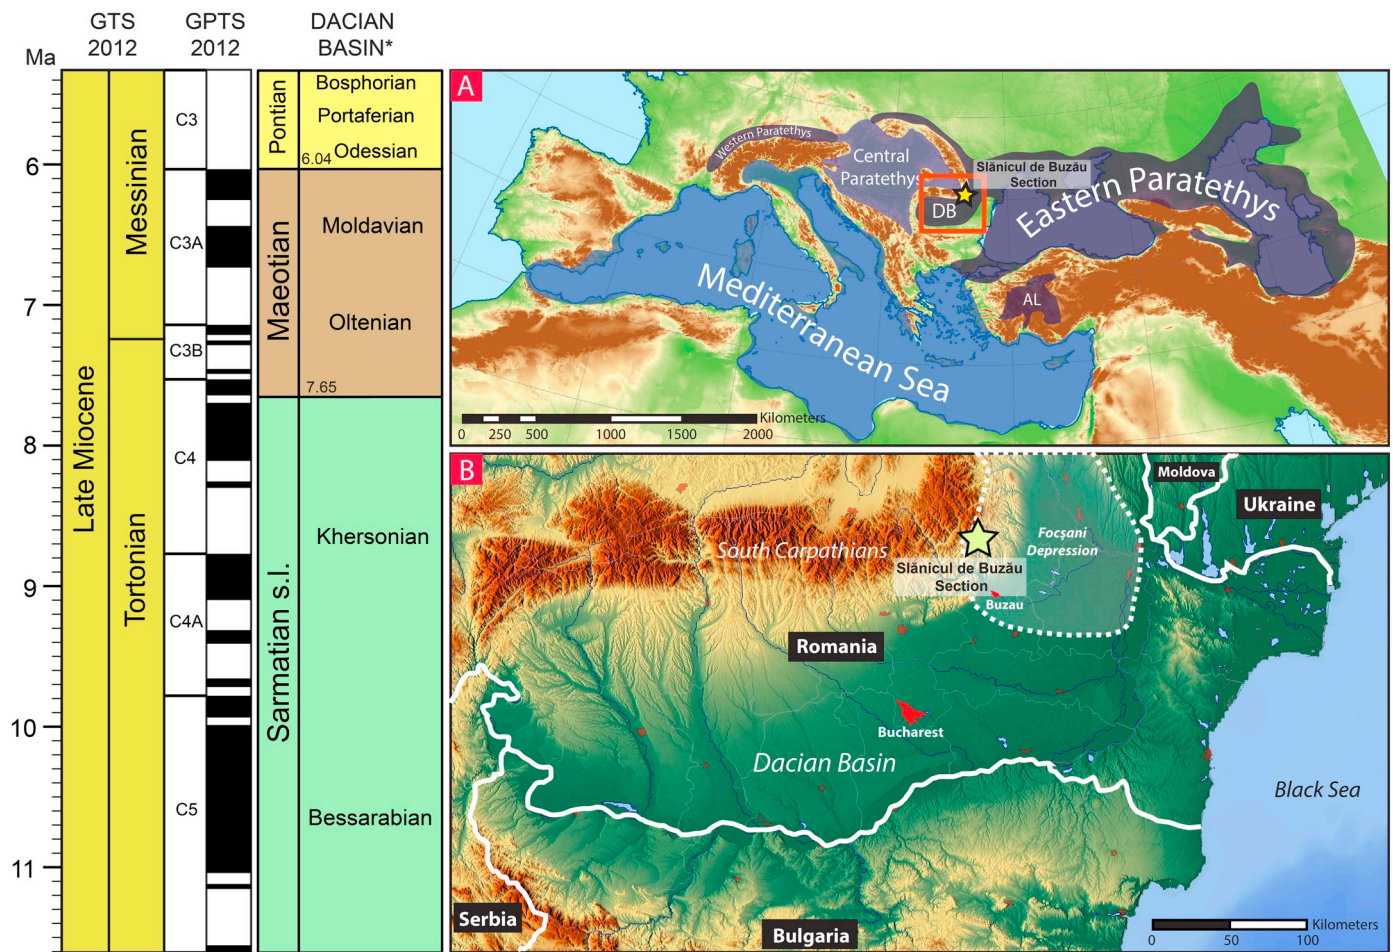 GTS
2012
GPTS
2012
DACIAN
BASIN*
Ma
6
7
8
9
10
11
Late Miocene
Messinian
Tortonian
C3
C3A
C3B
C4
C4A
C5
Pontian
Bosphorian
Portaferian
Odessian
6.04
Maeotian
Moldavian
Oltenian
7.65
Sarmatian s.l.
Khersonian
Bessarabian
A
Western Paratethys
Central
Paratethys
Slănicul de Buzău
Section
DB
Eastern Paratethys
Mediterranean Sea
AL
Kilometers
0 250 500 1000 1500 2000
B
Moldova
Ukraine
Focșani
Depression
South Carpathians
Slănicul de Buzău
Section
Buzau
Romania
Bucharest
Dacian Basin
Black Sea
Serbia
Bulgaria
Kilometers
0 50 100